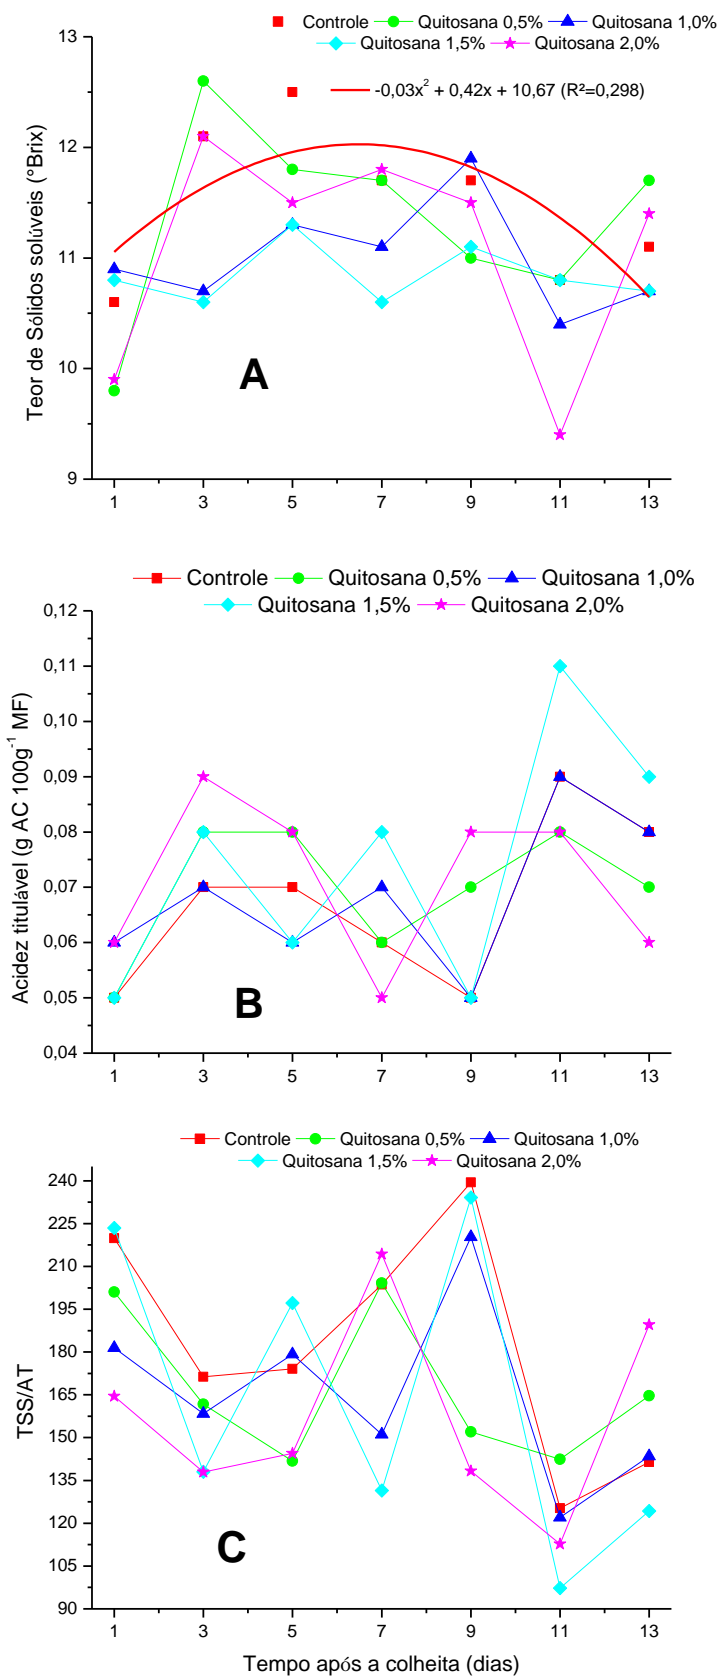 Controle Quitosana 0,5% Quitosana 1,0%
Quitosana 1,5% Quitosana 2,0%
-0,03x² + 0,42x + 10,67 (R²=0,298)
Teor de Sólidos solúveis (°Brix)
13
12
11
10
9
A
1 3 5 7 9 11 13
Controle Quitosana 0,5% Quitosana 1,0%
Quitosana 1,5% Quitosana 2,0%
Acidez titulável (g AC 100g⁻¹ MF)
0,12
0,11
0,10
0,09
0,08
0,07
0,06
0,05
0,04
B
1 3 5 7 9 11 13
Controle Quitosana 0,5% Quitosana 1,0%
Quitosana 1,5% Quitosana 2,0%
TSS/AT
240
225
210
195
180
165
150
135
120
105
90
C
1 3 5 7 9 11 13
Tempo após a colheita (dias)